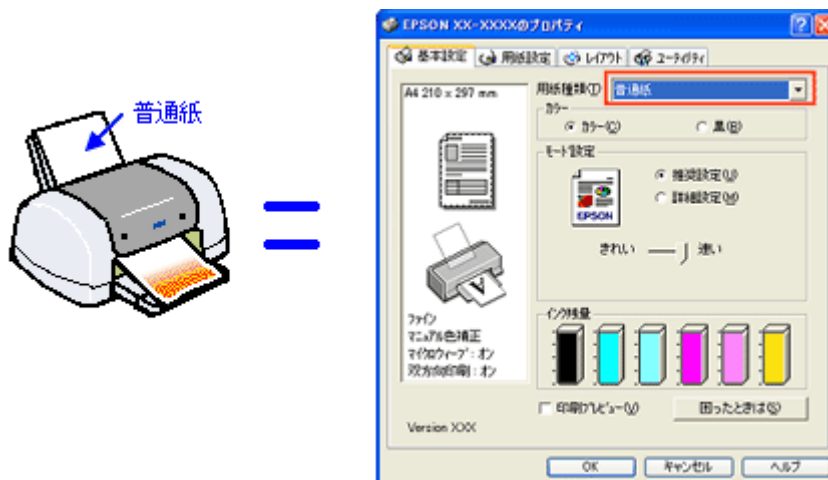 普通紙
EPSON XX-XXXXのプロパティ
基本設定
用紙設定
レイアウト
ユーティリティ
A4 210 x 297 mm
用紙種類(T)
普通紙
カラー
カラー(C)
黒(B)
モード設定
推奨設定(U)
詳細設定(M)
EPSON
きれい
速い
ファイン
マニュアル色補正
マイクロウィーブ：オン
双方向印刷：オン
インク残量
印刷プレビュー(V)
困ったときは(S)
Version XXX
OK
キャンセル
ヘルプ